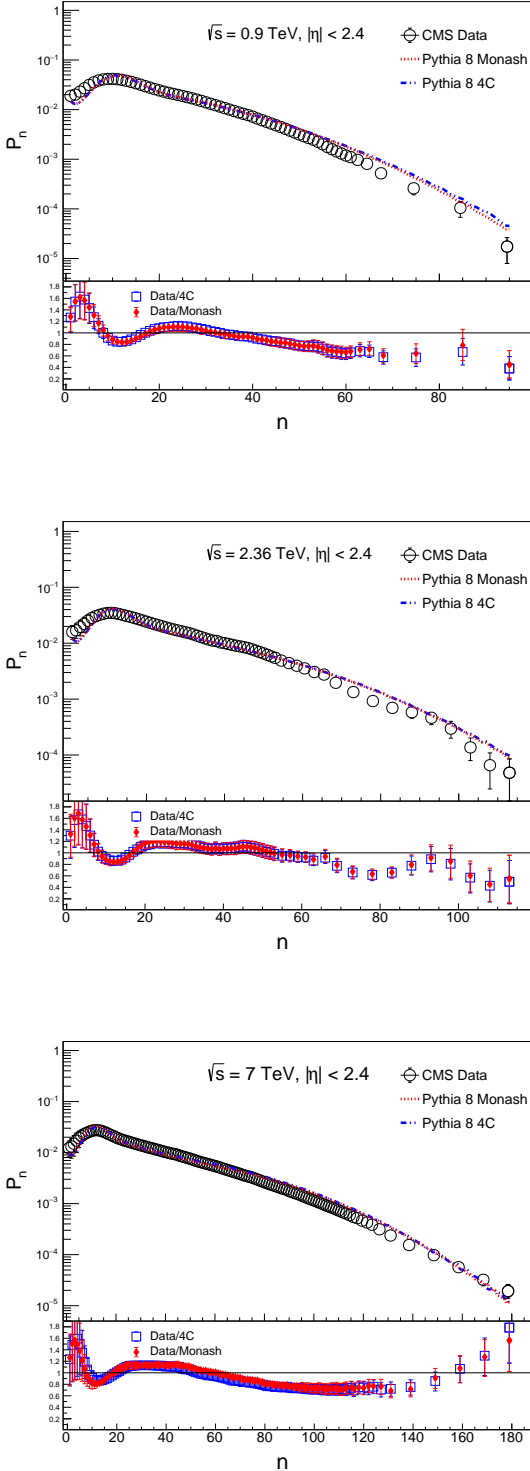 1
√s = 0.9 TeV, |η| < 2.4
CMS Data
Pythia 8 Monash
Pythia 8 4C
10⁻¹
10⁻²
10⁻³
10⁻⁴
10⁻⁵
Pₙ
1.8
1.6
1.4
1.2
1
0.8
0.6
0.4
0.2
Data/4C
Data/Monash
0 20 40 60 80
n
1
√s = 2.36 TeV, |η| < 2.4
CMS Data
Pythia 8 Monash
Pythia 8 4C
10⁻¹
10⁻²
10⁻³
10⁻⁴
Pₙ
1.8
1.6
1.4
1.2
1
0.8
0.6
0.4
0.2
Data/4C
Data/Monash
0 20 40 60 80 100
n
1
√s = 7 TeV, |η| < 2.4
CMS Data
Pythia 8 Monash
Pythia 8 4C
10⁻¹
10⁻²
10⁻³
10⁻⁴
10⁻⁵
Pₙ
1.8
1.6
1.4
1.2
1
0.8
0.6
0.4
0.2
Data/4C
Data/Monash
0 20 40 60 80 100 120 140 160 180
n